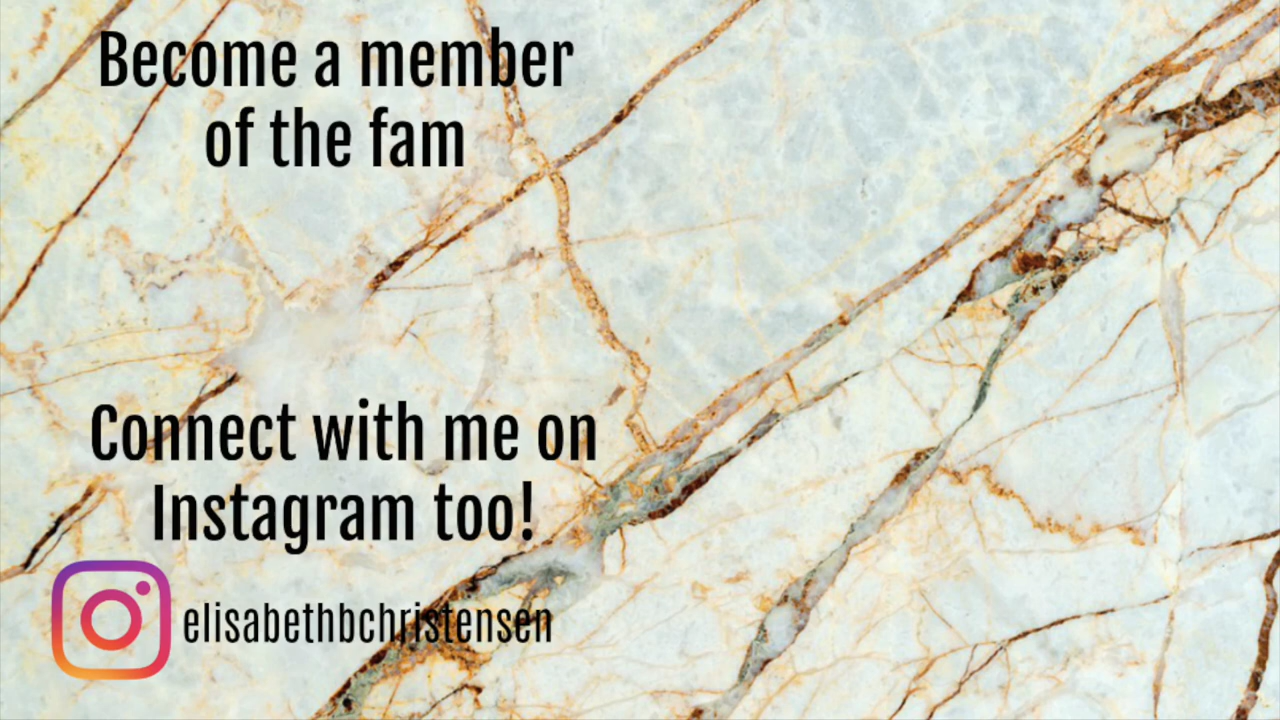 Become a member
of the fam
Connect with me on
Instagram too!
elisabethbchristensen